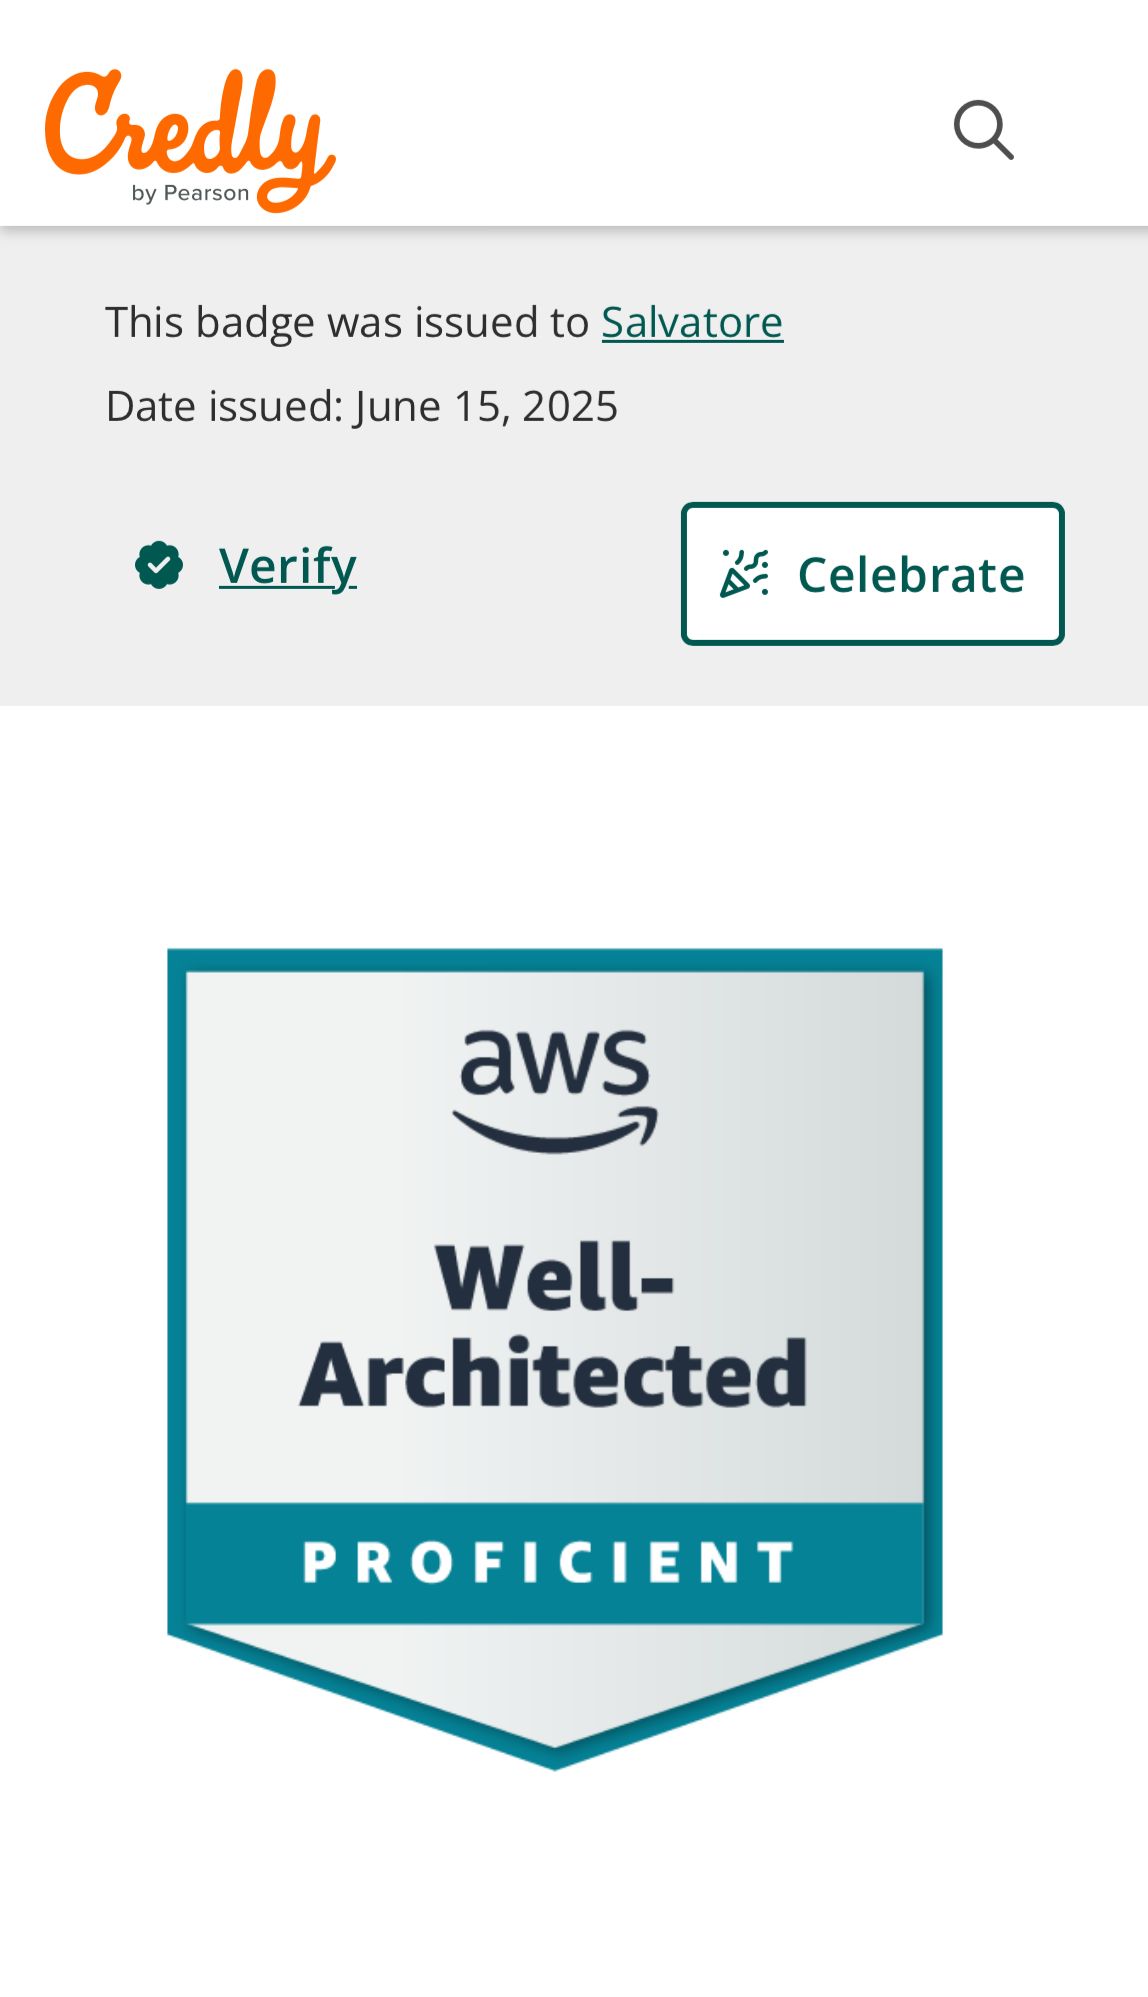 Credly
by Pearson
This badge was issued to Salvatore
Date issued: June 15, 2025
Verify
Celebrate
aws
Well-
Architected
PROFICIENT